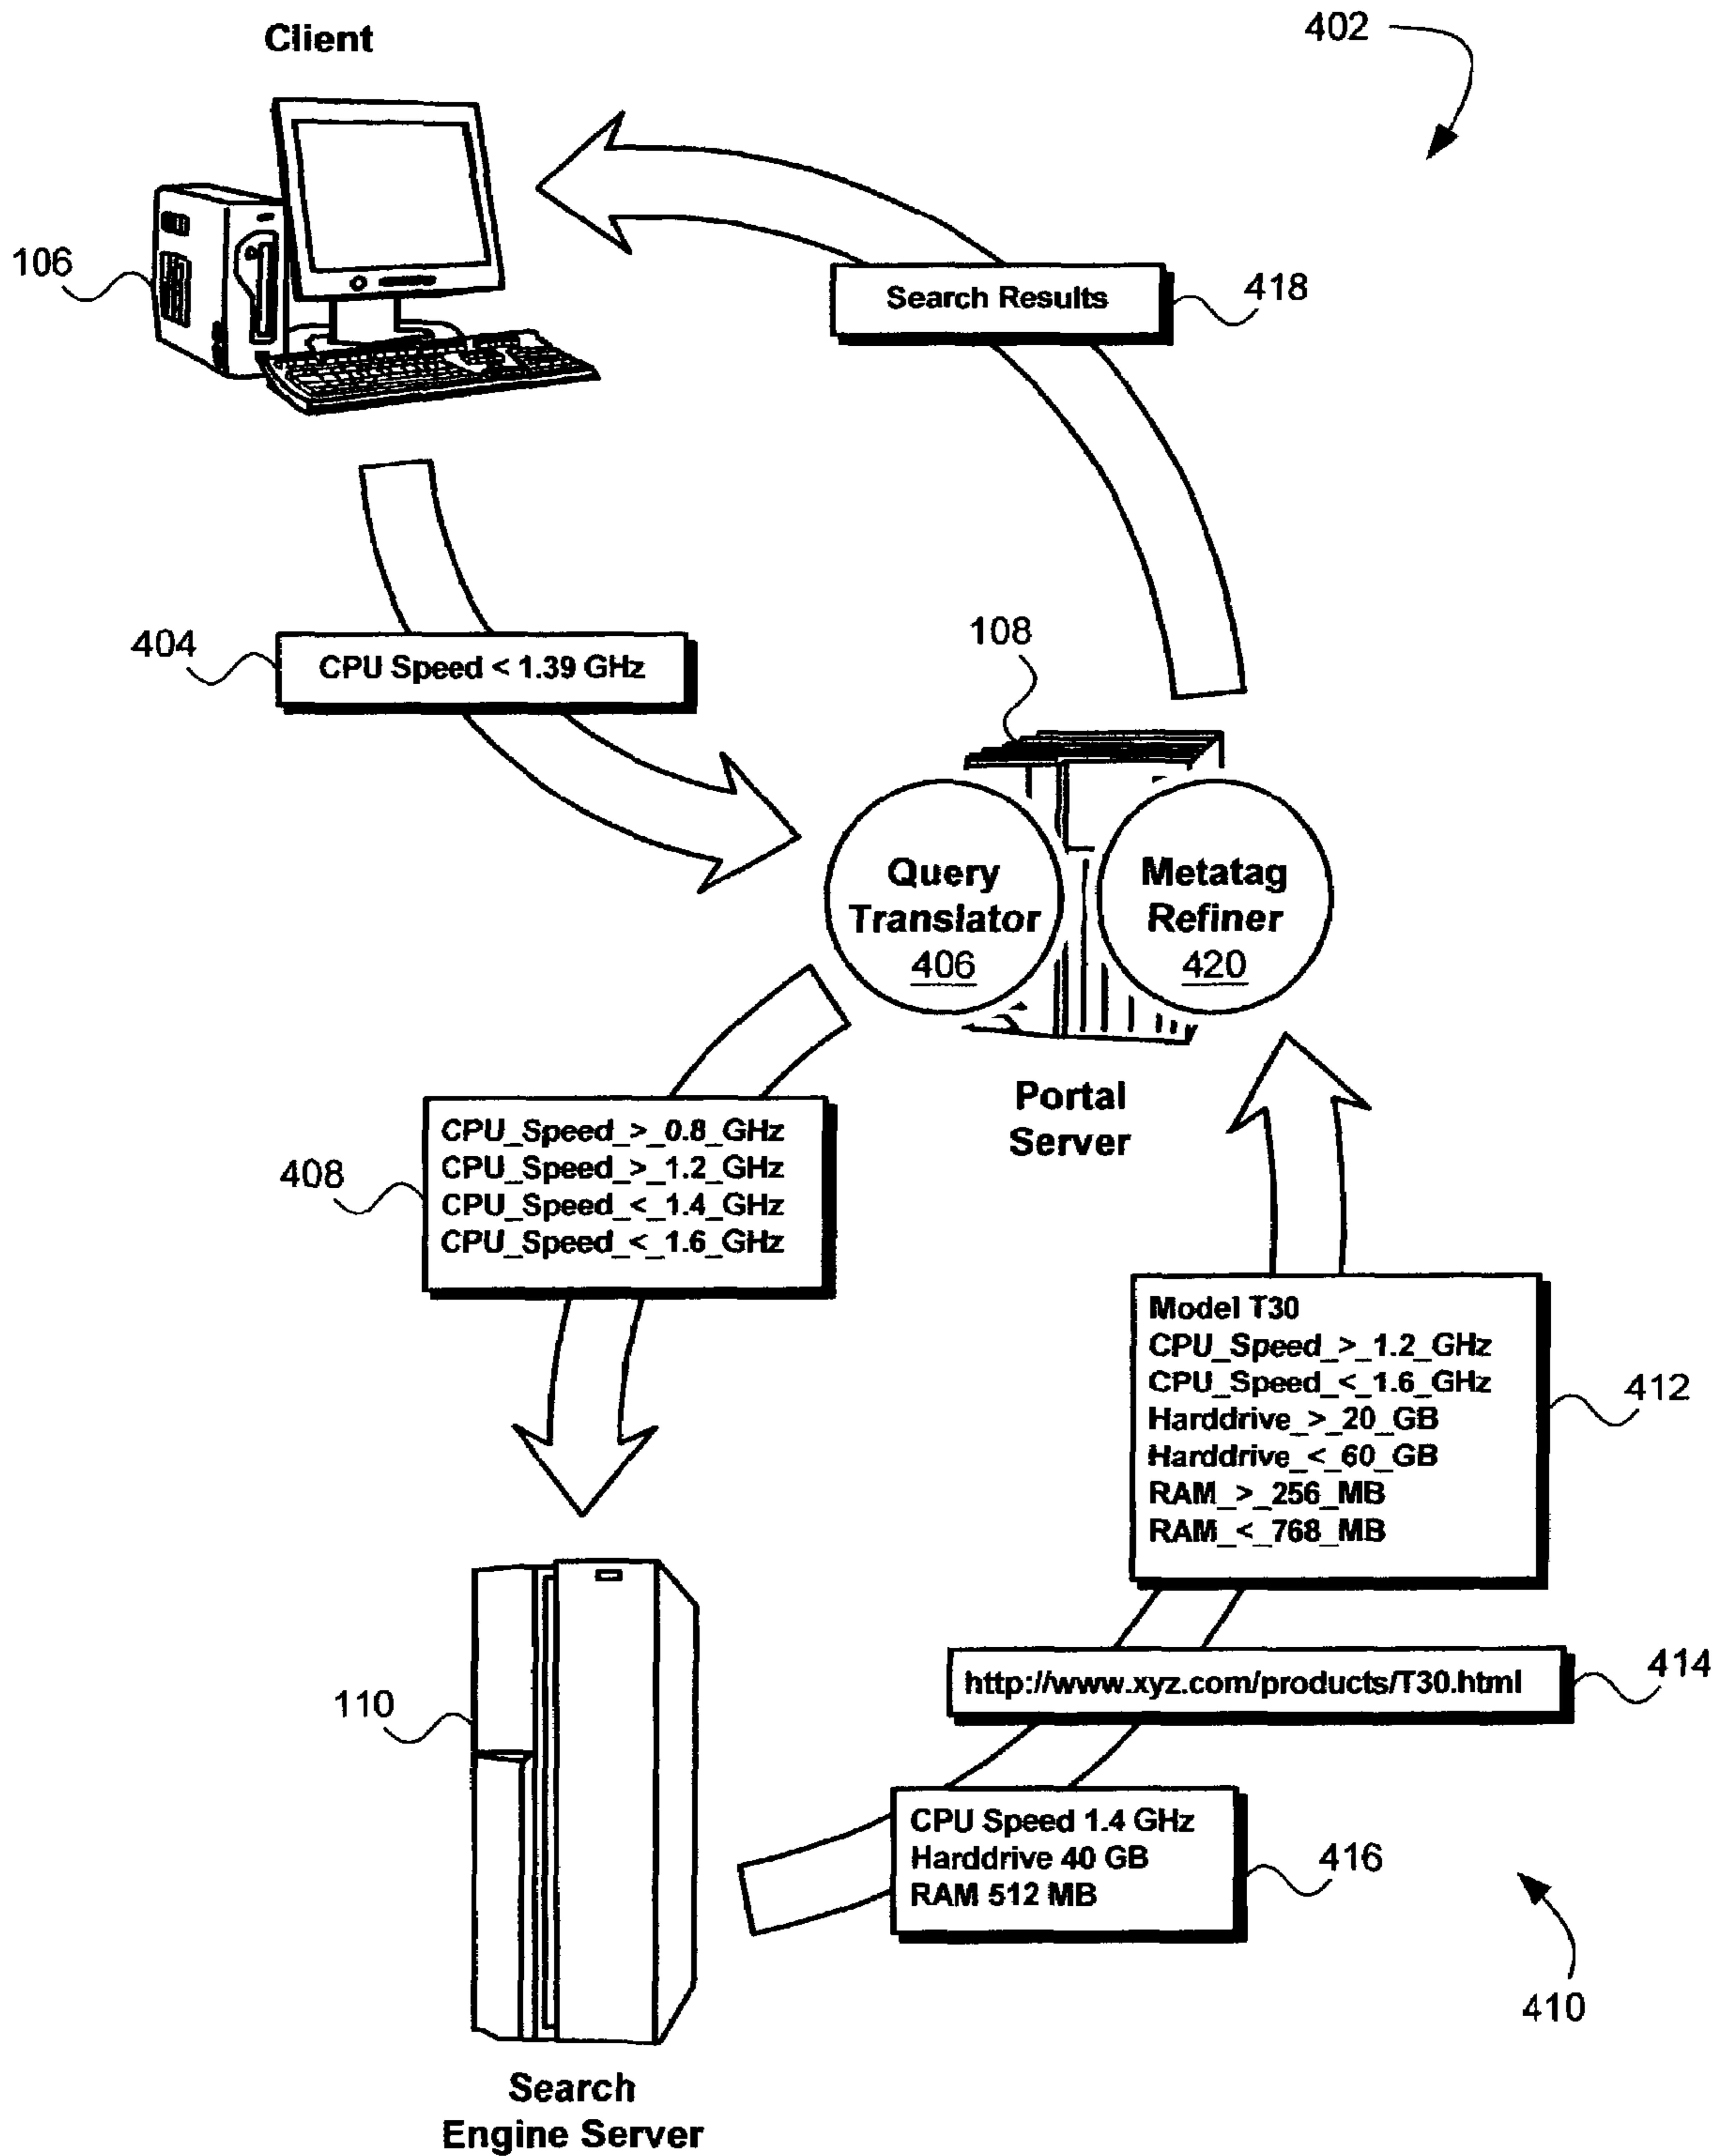 Client
402
106
Search Results
418
404
CPU Speed < 1.39 GHz
108
Query
Translator
406
Metatag
Refiner
420
Portal
Server
408
CPU_Speed_>_0.8_GHz
CPU_Speed_>_1.2_GHz
CPU_Speed_<_1.4_GHz
CPU_Speed_<_1.6_GHz
Model T30
CPU_Speed_>_1.2_GHz
CPU_Speed_<_1.6_GHz
Harddrive_>_20_GB
Harddrive_<_60_GB
RAM_>_256_MB
RAM_<_768_MB
412
http://www.xyz.com/products/T30.html
414
110
CPU Speed 1.4 GHz
Harddrive 40 GB
RAM 512 MB
416
410
Search
Engine Server